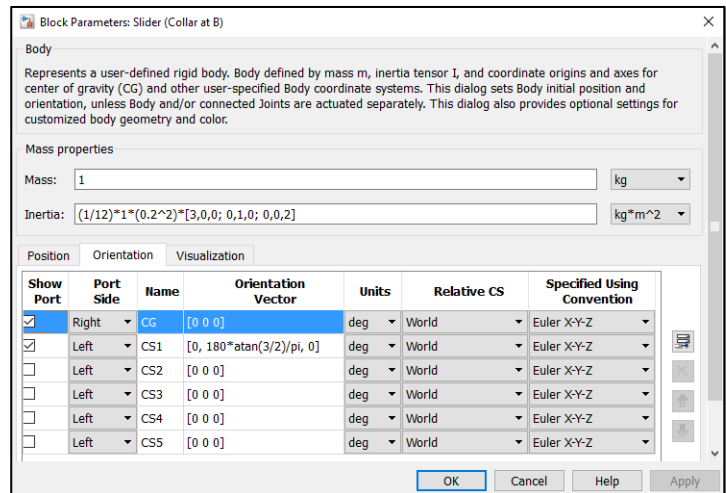 Block Parameters: Slider (Collar at B)
Body
Represents a user-defined rigid body. Body defined by mass m, inertia tensor I, and coordinate origins and axes for
center of gravity (CG) and other user-specified Body coordinate systems. This dialog sets Body initial position and
orientation, unless Body and/or connected Joints are actuated separately. This dialog also provides optional settings for
customized body geometry and color.
Mass properties
Mass: 1 kg
Inertia: (1/12)*1*(0.2^2)*[3,0,0; 0,1,0; 0,0,2] kg*m^2
Position Orientation Visualization
Show Port Port Side Name Orientation Vector Units Relative CS Specified Using Convention
Right CG [0 0 0] deg World Euler X-Y-Z
Left CS1 [0, 180*atan(3/2)/pi, 0] deg World Euler X-Y-Z
Left CS2 [0 0 0] deg World Euler X-Y-Z
Left CS3 [0 0 0] deg World Euler X-Y-Z
Left CS4 [0 0 0] deg World Euler X-Y-Z
Left CS5 [0 0 0] deg World Euler X-Y-Z
OK Cancel Help Apply